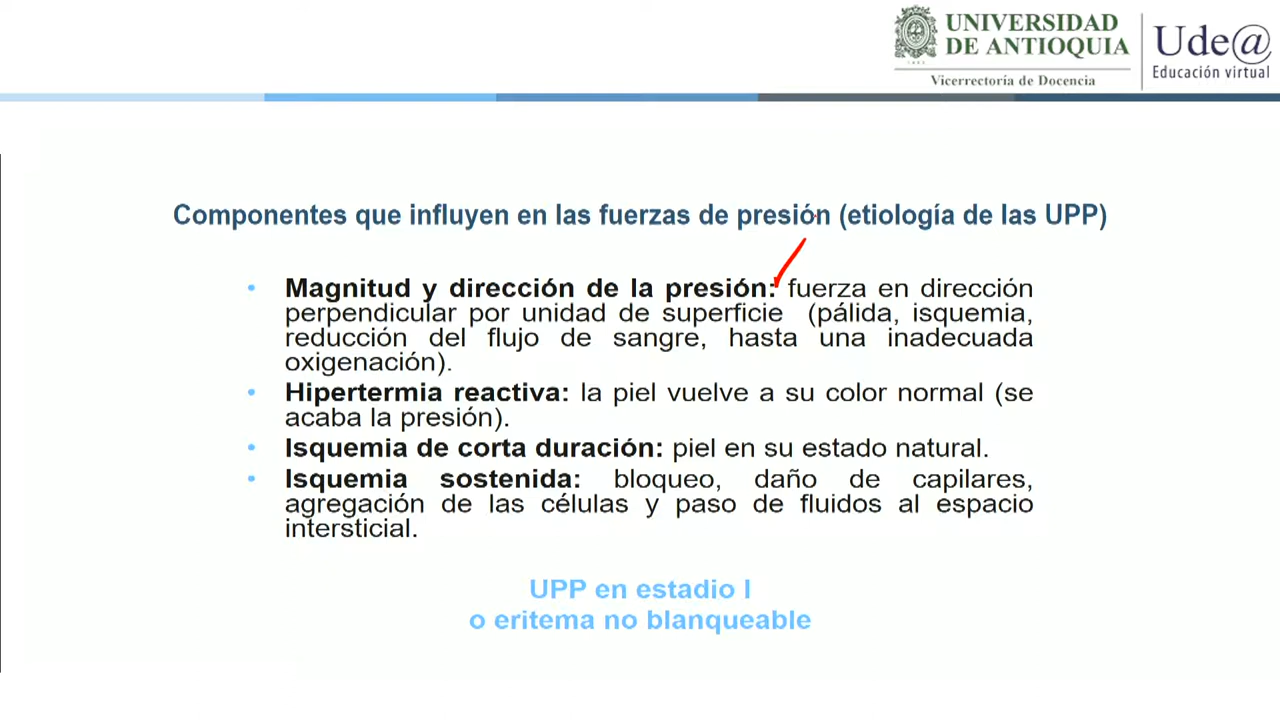 UNIVERSIDAD
DE ANTIOQUIA
Vicerrectoría de Docencia
Ude@
Educación virtual
Componentes que influyen en las fuerzas de presión (etiología de las UPP)
• Magnitud y dirección de la presión: fuerza en dirección
perpendicular por unidad de superficie (pálida, isquemia,
reducción del flujo de sangre, hasta una inadecuada
oxigenación).
• Hipertermia reactiva: la piel vuelve a su color normal (se
acaba la presión).
• Isquemia de corta duración: piel en su estado natural.
• Isquemia sostenida: bloqueo, daño de capilares,
agregación de las células y paso de fluidos al espacio
intersticial.
UPP en estadio I
o eritema no blanqueable